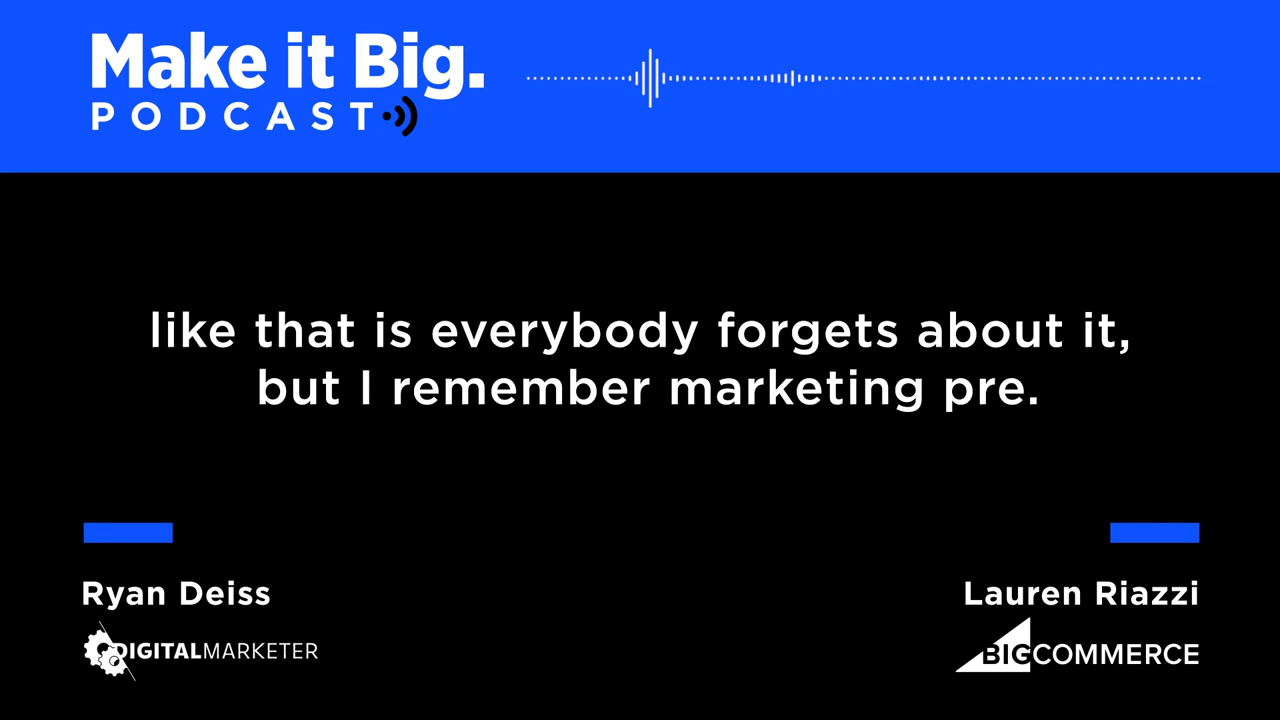 Make it Big.
PODCAST
like that is everybody forgets about it,
but I remember marketing pre.
Ryan Deiss
DIGITALMARKETER
Lauren Riazzi
BIGCOMMERCE